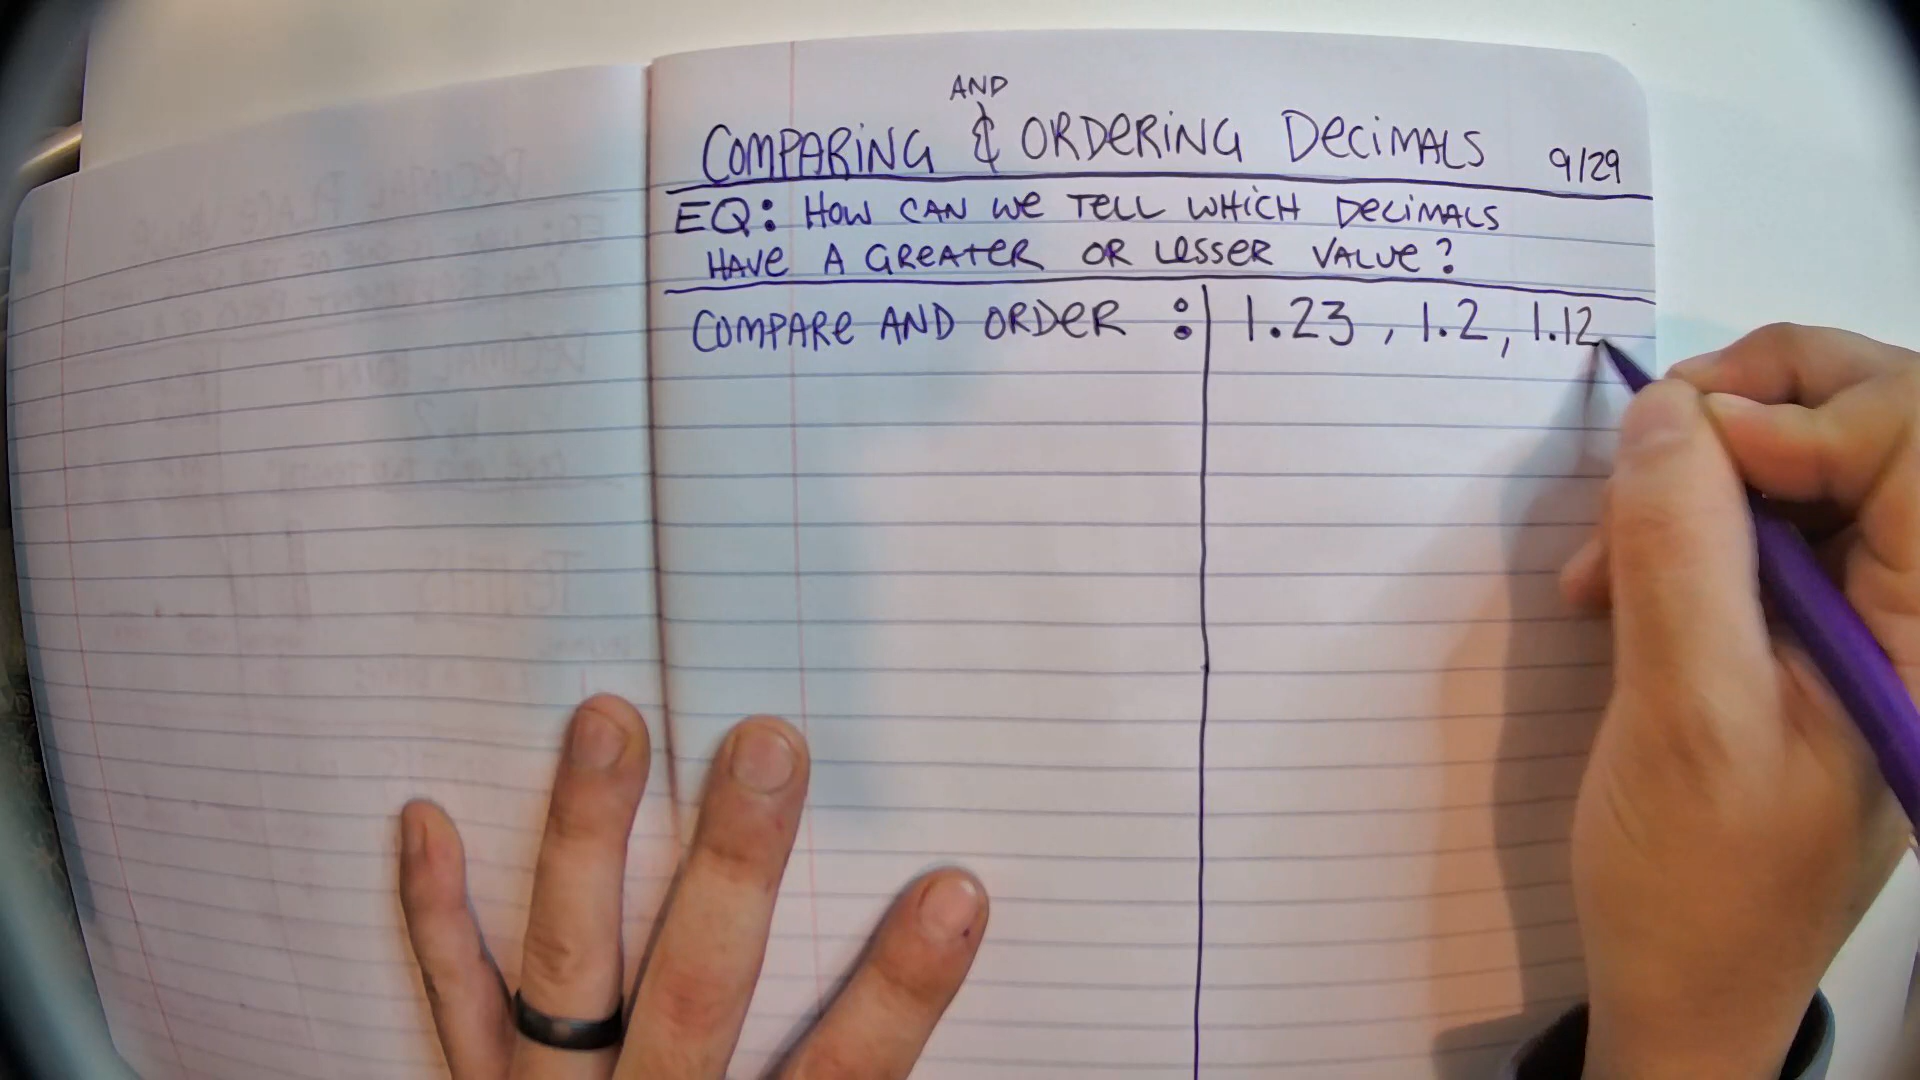 AND
COMPARING & ORDERING DECIMALS 9/29
EQ: HOW CAN WE TELL WHICH DECIMALS
HAVE A GREATER OR LESSER VALUE?
COMPARE AND ORDER : 1.23, 1.2, 1.12